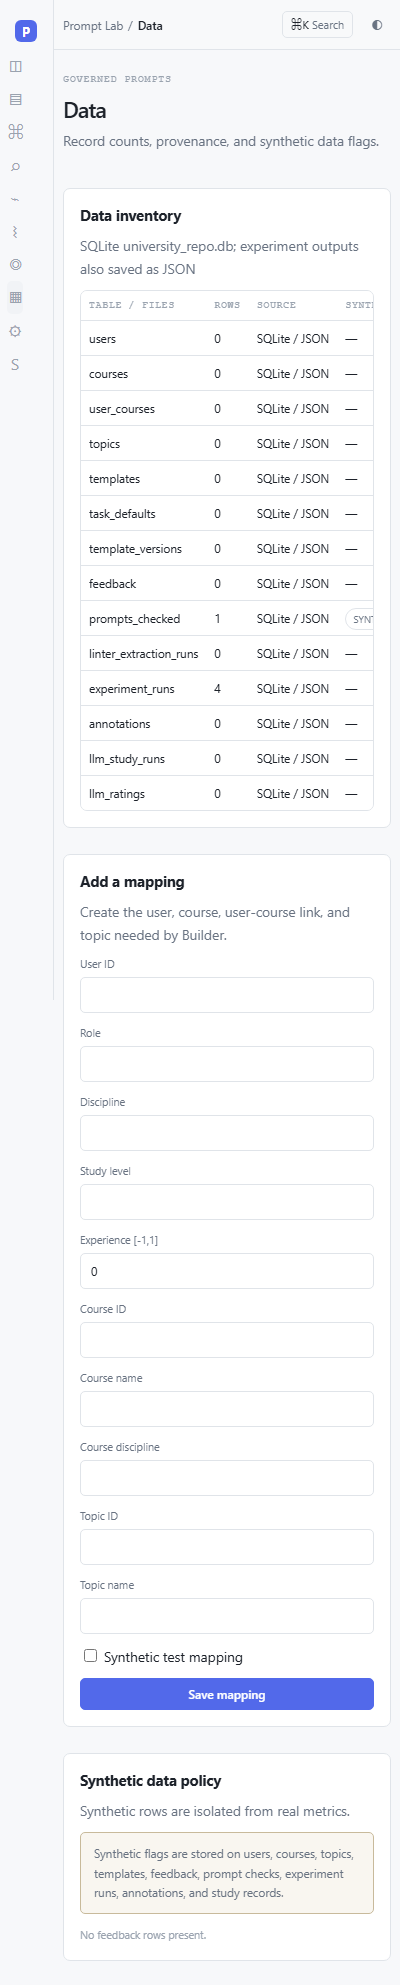 p
Prompt Lab / Data
⌘K Search
GOVERNED PROMPTS
Data
Record counts, provenance, and synthetic data flags.
Data inventory
SQLite university_repo.db; experiment outputs
also saved as JSON
TABLE / FILES ROWS SOURCE
users 0 SQLite / JSON —
courses 0 SQLite / JSON —
user_courses 0 SQLite / JSON —
topics 0 SQLite / JSON —
templates 0 SQLite / JSON —
task_defaults 0 SQLite / JSON —
template_versions 0 SQLite / JSON —
feedback 0 SQLite / JSON —
prompts_checked 1 SQLite / JSON
linter_extraction_runs 0 SQLite / JSON —
experiment_runs 4 SQLite / JSON —
annotations 0 SQLite / JSON —
llm_study_runs 0 SQLite / JSON —
llm_ratings 0 SQLite / JSON —
Add a mapping
Create the user, course, user-course link, and
topic needed by Builder.
User ID
Role
Discipline
Study level
Experience [-1,1]
0
Course ID
Course name
Course discipline
Topic ID
Topic name
Synthetic test mapping
Save mapping
Synthetic data policy
Synthetic rows are isolated from real metrics.
Synthetic flags are stored on users, courses, topics,
templates, feedback, prompt checks, experiment
runs, annotations, and study records.
No feedback rows present.
S